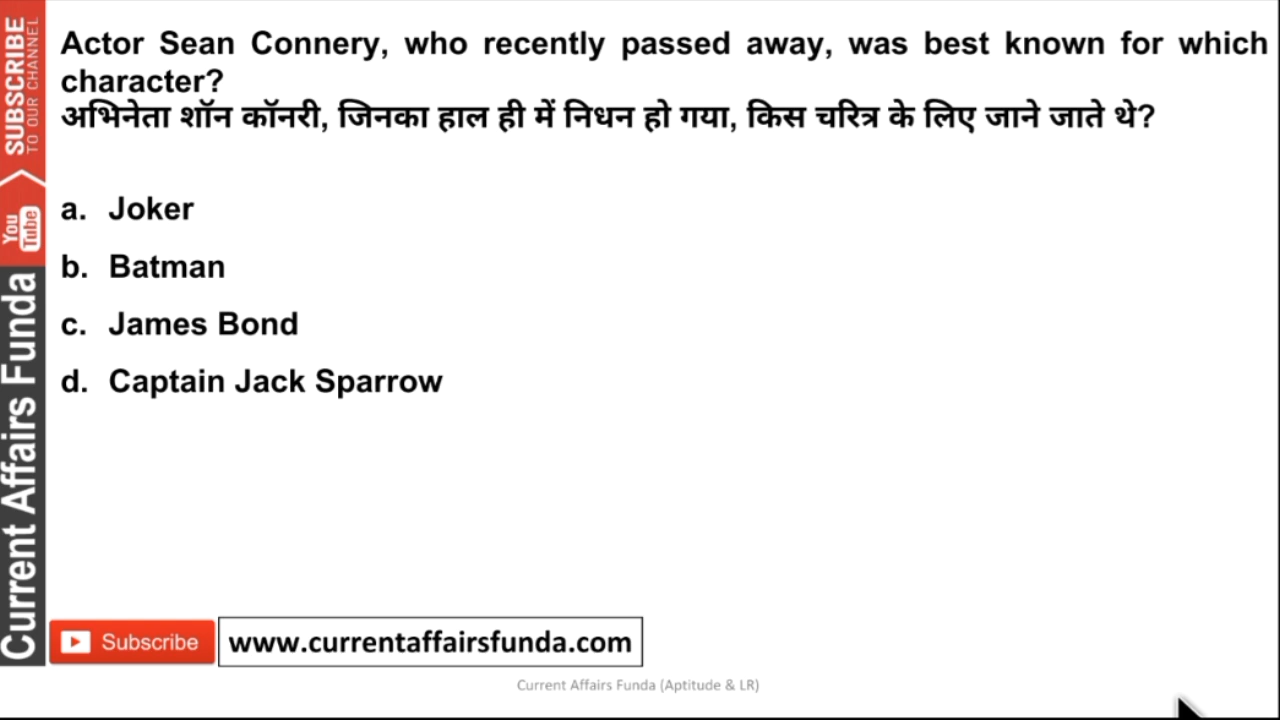 Actor Sean Connery, who recently passed away, was best known for which
character?
अभिनेता शॉन कॉनरी, जिनका हाल ही में निधन हो गया, किस चरित्र के लिए जाने जाते थे?
a. Joker
b. Batman
c. James Bond
d. Captain Jack Sparrow
SUBSCRIBE
TO OUR CHANNEL
You
Tube
Current Affairs Funda
Subscribe
www.currentaffairsfunda.com
Current Affairs Funda (Aptitude & LR)